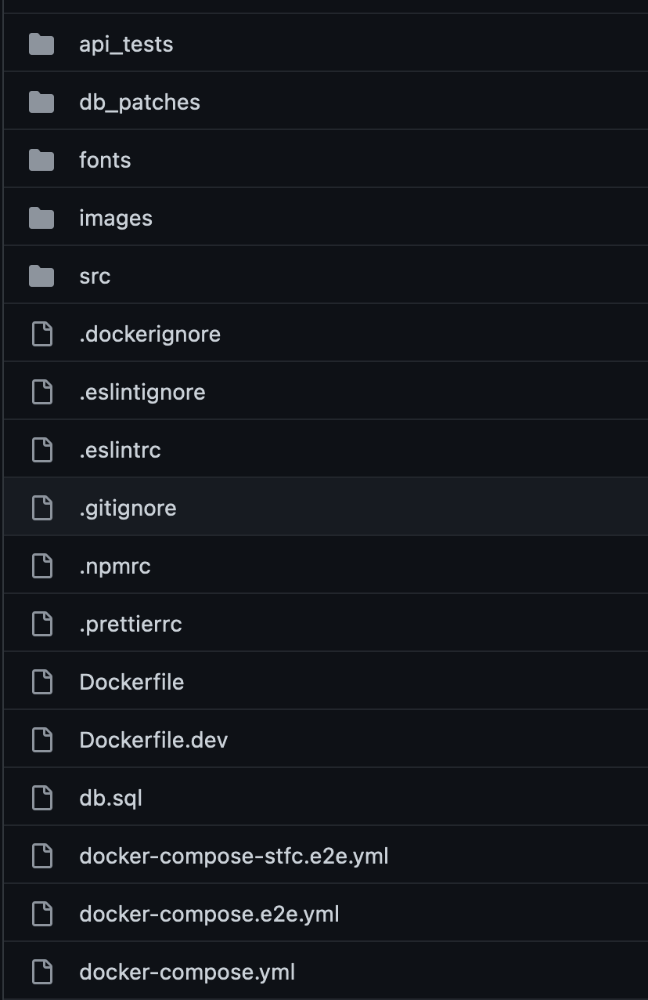 api_tests
db_patches
fonts
images
src
.dockerignore
.eslintignore
.eslintrc
.gitignore
.npmrc
.prettierrc
Dockerfile
Dockerfile.dev
db.sql
docker-compose-stfc.e2e.yml
docker-compose.e2e.yml
docker-compose.yml